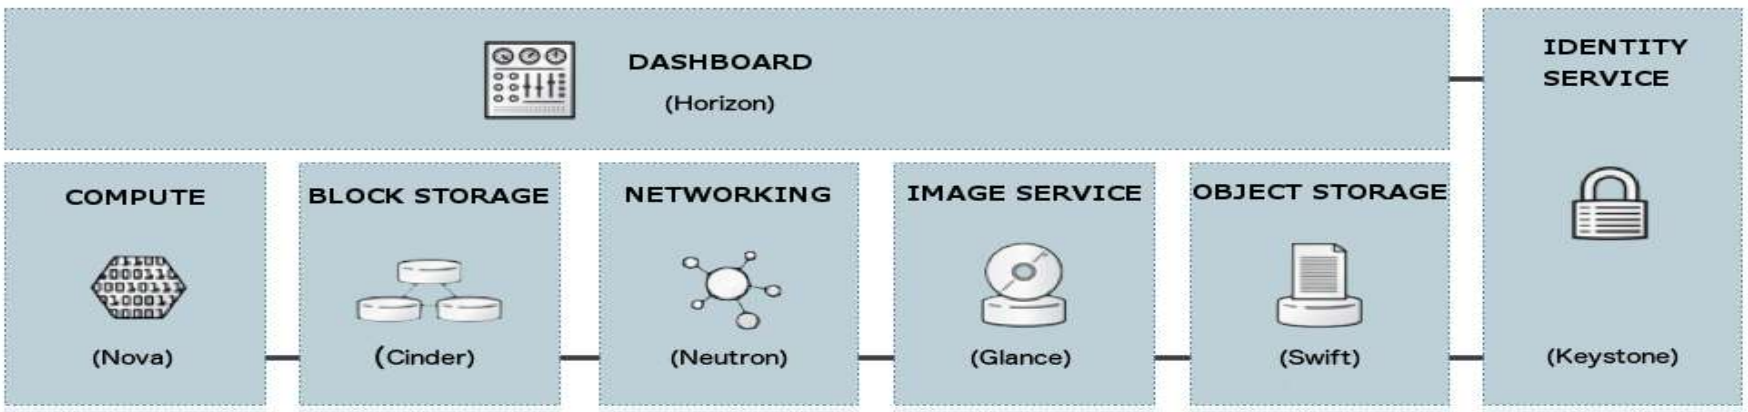 DASHBOARD
(Horizon)
IDENTITY
SERVICE
(Keystone)
COMPUTE
(Nova)
BLOCK STORAGE
(Cinder)
NETWORKING
(Neutron)
IMAGE SERVICE
(Glance)
OBJECT STORAGE
(Swift)